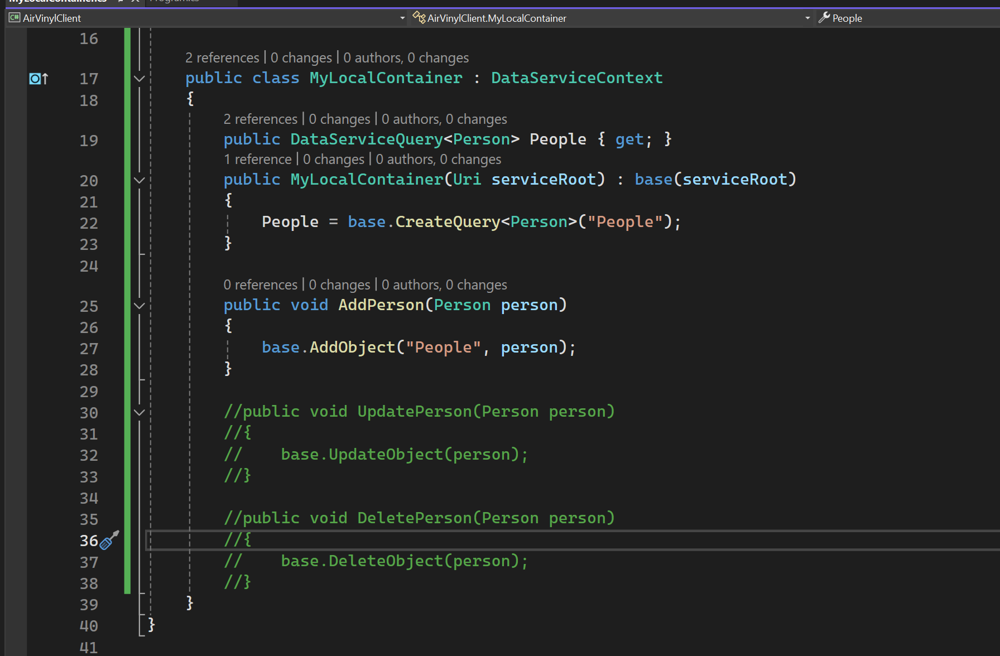 AirVinylClient AirVinylClient.MyLocalContainer People
16
2 references | 0 changes | 0 authors, 0 changes
17 public class MyLocalContainer : DataServiceContext
18 {
2 references | 0 changes | 0 authors, 0 changes
19 public DataServiceQuery<Person> People { get; }
1 reference | 0 changes | 0 authors, 0 changes
20 public MyLocalContainer(Uri serviceRoot) : base(serviceRoot)
21 {
22 People = base.CreateQuery<Person>("People");
23 }
24
0 references | 0 changes | 0 authors, 0 changes
25 public void AddPerson(Person person)
26 {
27 base.AddObject("People", person);
28 }
29
30 //public void UpdatePerson(Person person)
31 //{
32 // base.UpdateObject(person);
33 //}
34
35 //public void DeletePerson(Person person)
36 //{
37 // base.DeleteObject(person);
38 //}
39 }
40 }
41